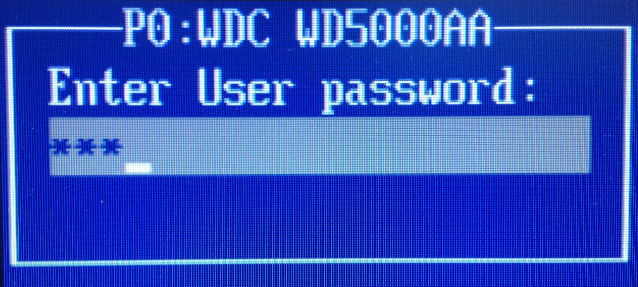 P0:WDC WD5000AA
Enter User password:
***_